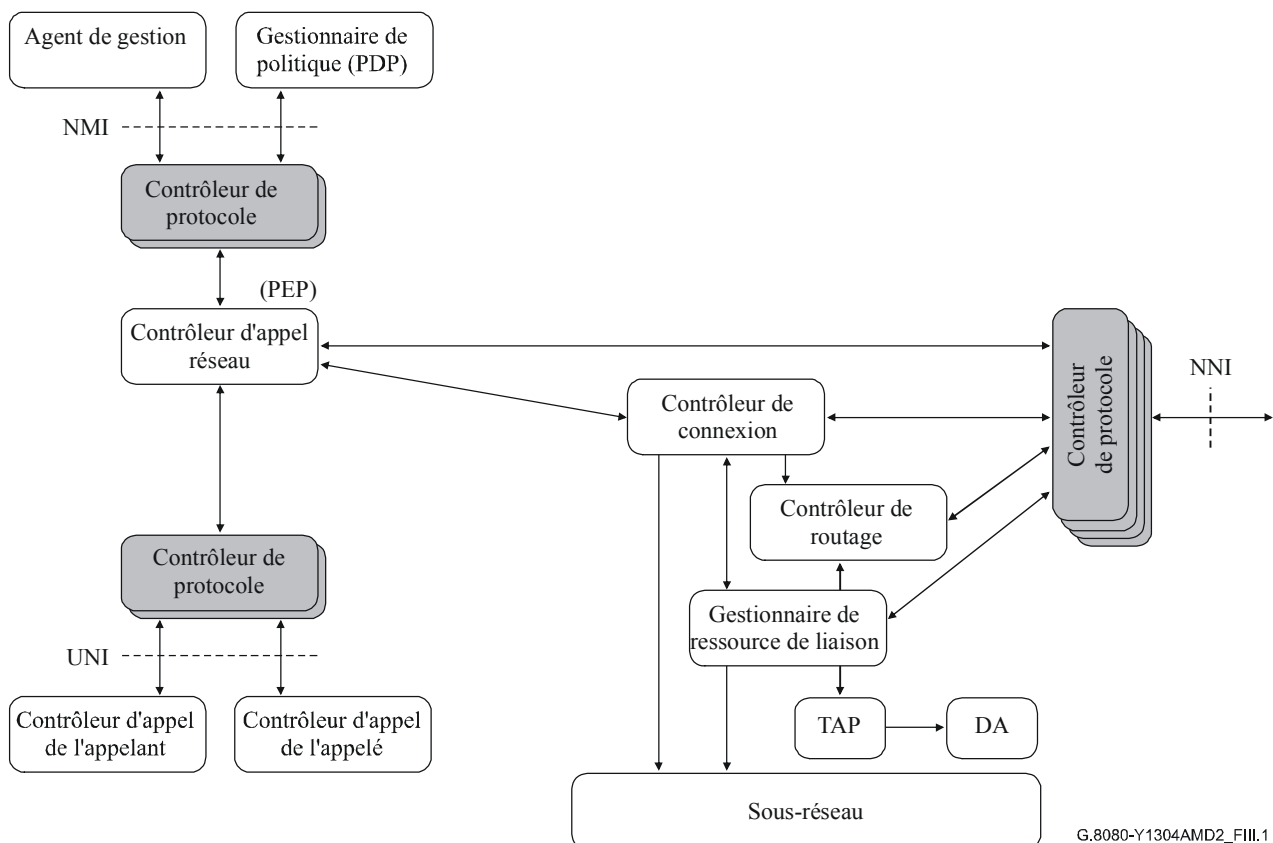 Agent de gestion
Gestionnaire de
politique (PDP)
NMI
Contrôleur de
protocole
(PEP)
Contrôleur d'appel
réseau
Contrôleur de
connexion
Contrôleur
de protocole
NNI
Contrôleur de
routage
Contrôleur de
protocole
Gestionnaire de
ressource de liaison
UNI
Contrôleur d'appel
de l'appelant
Contrôleur d'appel
de l'appelé
TAP
DA
Sous-réseau
G.8080-Y1304AMD2_FIII.1